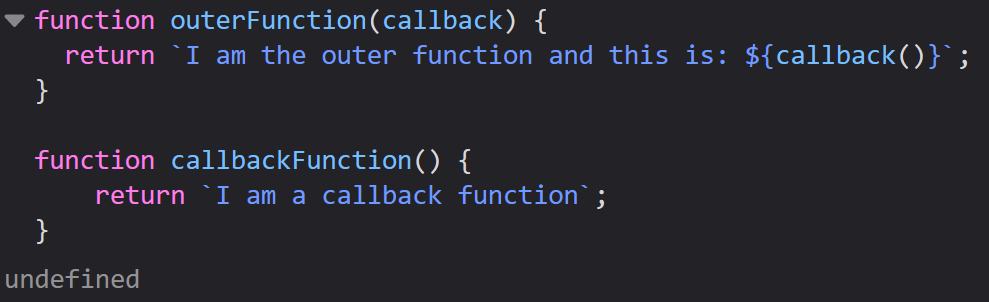 function outerFunction(callback) {
  return `I am the outer function and this is: ${callback()}`;
}

function callbackFunction() {
    return `I am a callback function`;
}
undefined